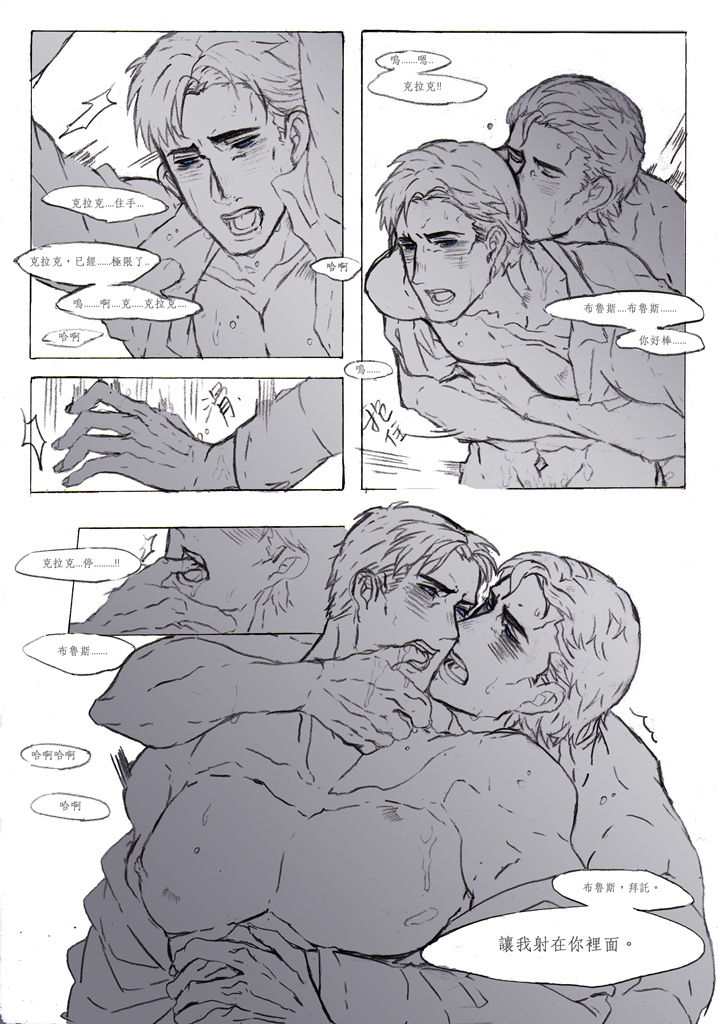 克拉克....住手...
克拉克，已經......極限了..
嗚.......啊....克.....克拉克....
哈啊
哈啊
嗚.......嗯..
克拉克!!
布魯斯....布魯斯.......
你好棒......
嗚......
抱住
滑
克拉克...停.........!!
布魯斯.......
哈啊哈啊
哈啊
布魯斯，拜託。
讓我射在你裡面。